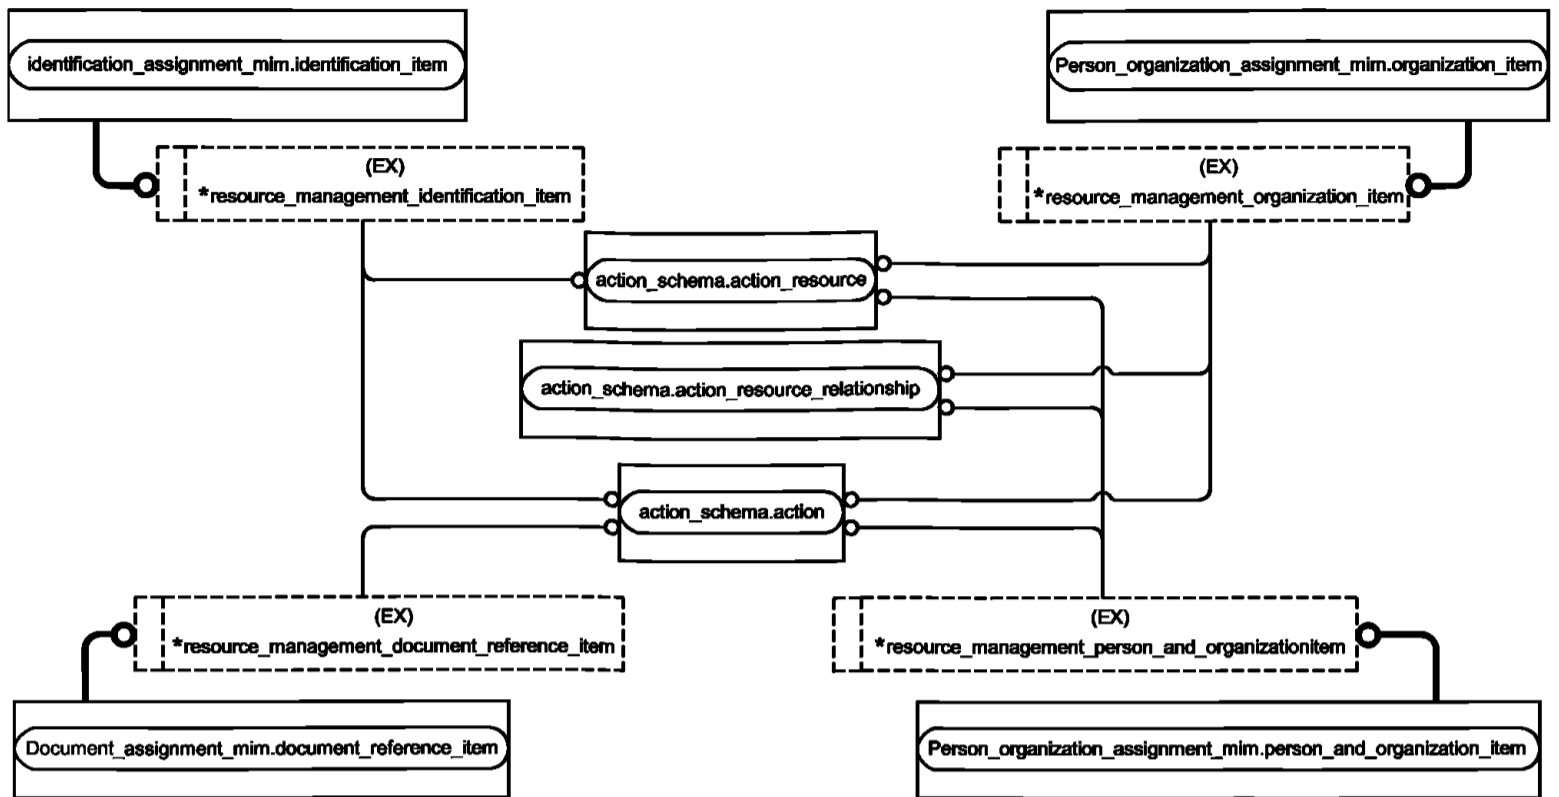 identification_assignment_mim.identification_item
Person_organization_assignment_mim.organization_item
(EX)
*resource_management_identification_item
(EX)
*resource_management_organization_item
action_schema.action_resource
action_schema.action_resource_relationship
action_schema.action
(EX)
*resource_management_document_reference_item
(EX)
*resource_management_person_and_organizationitem
Document_assignment_mim.document_reference_item
Person_organization_assignment_mim.person_and_organization_item